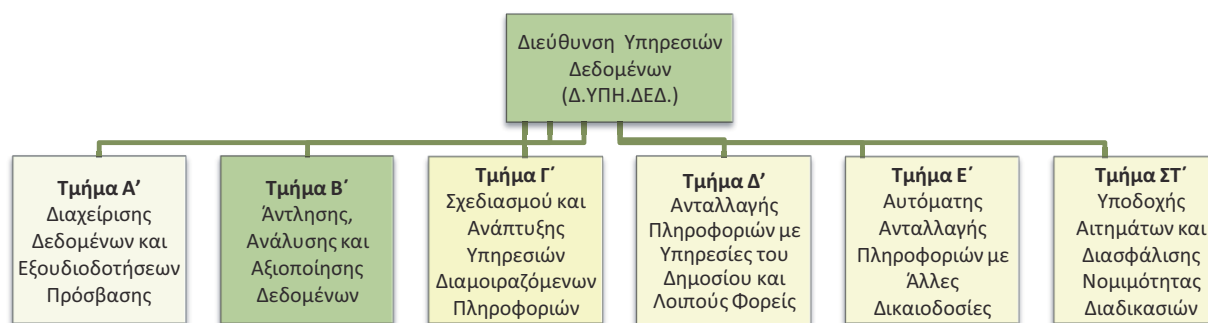 Διεύθυνση Υπηρεσιών
Δεδομένων
(Δ.ΥΠΗ.ΔΕΔ.)
Τμήμα Α’
Διαχείρισης
Δεδομένων και
Εξουδιοδοτήσεων
Πρόσβασης
Τμήμα Β΄
Άντλησης,
Ανάλυσης και
Αξιοποίησης
Δεδομένων
Τμήμα Γ΄
Σχεδιασμού και
Ανάπτυξης
Υπηρεσιών
Διαμοιραζόμενων
Πληροφοριών
Τμήμα Δ’
Ανταλλαγής
Πληροφοριών με
Υπηρεσίες του
Δημοσίου και
Λοιπούς Φορείς
Τμήμα Ε΄
Αυτόματης
Ανταλλαγής
Πληροφοριών με
Άλλες
Δικαιοδοσίες
Τμήμα ΣΤ΄
Υποδοχής
Αιτημάτων και
Διασφάλισης
Νομιμότητας
Διαδικασιών